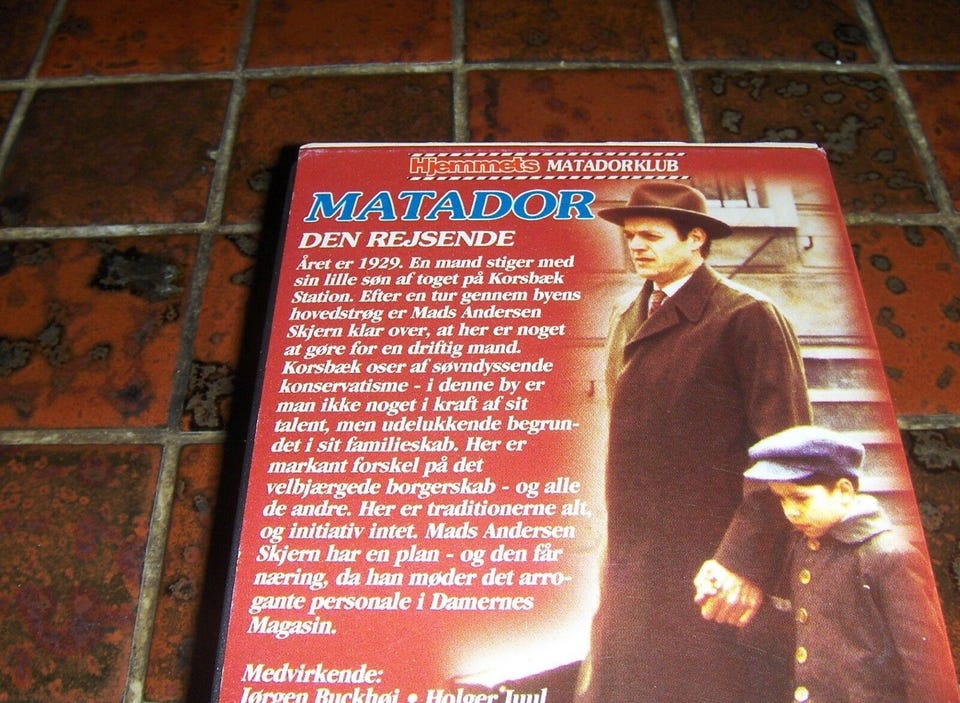 Hjemmets MATADORKLUB
MATADOR
DEN REJSENDE
Året er 1929. En mand stiger med
sin lille søn af toget på Korsbæk
Station. Efter en tur gennem byens
hovedstrøg er Mads Andersen
Skjern klar over, at her er noget
at gøre for en driftig mand.
Korsbæk oser af søvndyssende
konservatisme - i denne by er
man ikke noget i kraft af sit
talent, men udelukkende begrun-
det i sit familieskab. Her er
markant forskel på det
velbjærgede borgerskab - og alle
de andre. Her er traditionerne alt,
og initiativ intet. Mads Andersen
Skjern har en plan - og den får
næring, da han møder det arro-
gante personale i Damernes
Magasin.
Medvirkende:
Jørgen Buckhøj • Holger Juul